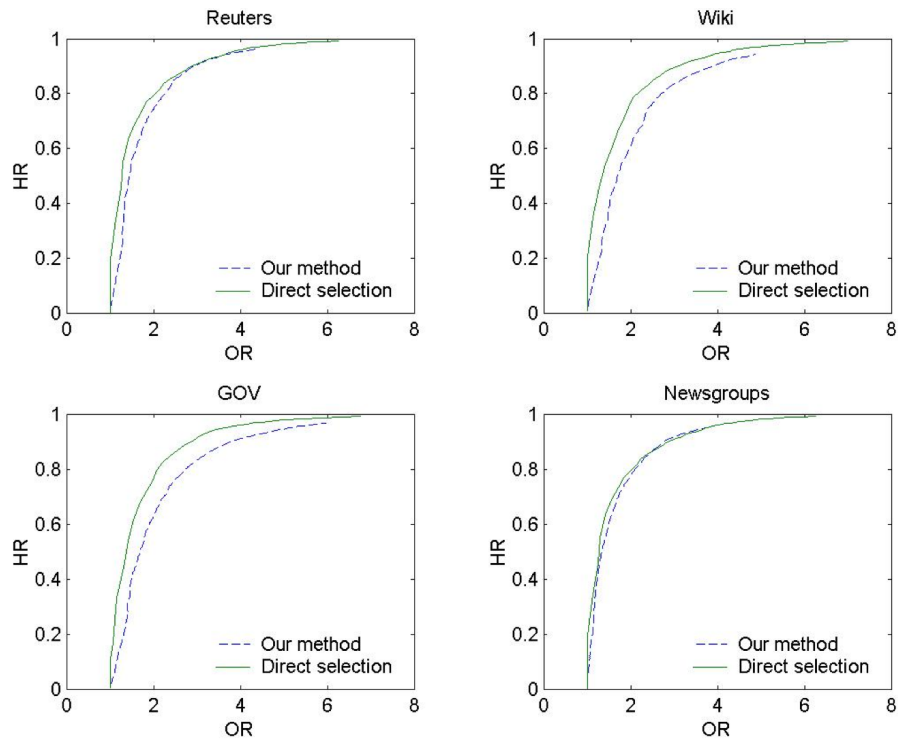 Reuters
1
0.8
0.6
0.4
0.2
0
HR
Our method
Direct selection
0 2 4 6 8
OR
Wiki
1
0.8
0.6
0.4
0.2
0
HR
Our method
Direct selection
0 2 4 6 8
OR
GOV
1
0.8
0.6
0.4
0.2
0
HR
Our method
Direct selection
0 2 4 6 8
OR
Newsgroups
1
0.8
0.6
0.4
0.2
0
HR
Our method
Direct selection
0 2 4 6 8
OR